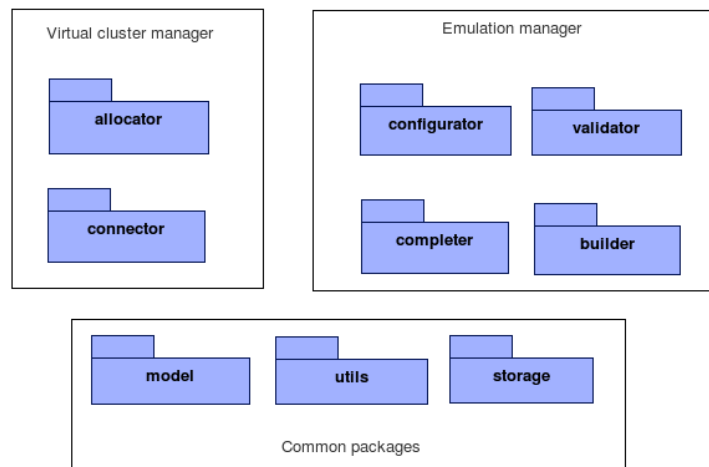 Virtual cluster manager
allocator
connector
Emulation manager
configurator
validator
completer
builder
model
utils
storage
Common packages